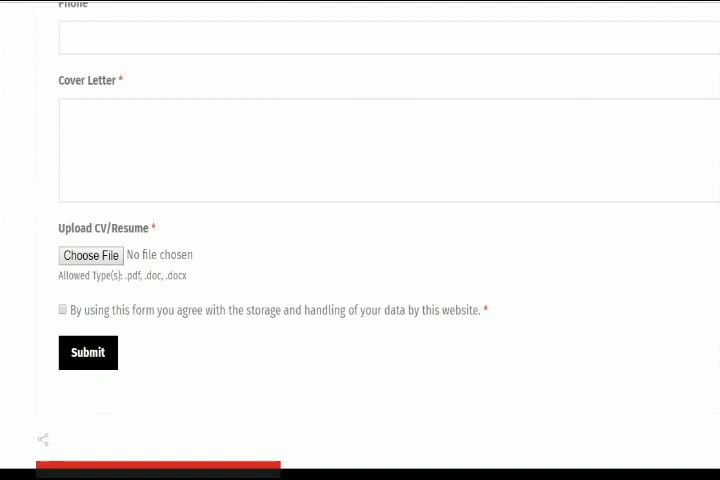 Phone
Cover Letter *
Upload CV/Resume *
Choose File No file chosen
Allowed Type(s): .pdf, .doc, .docx
By using this form you agree with the storage and handling of your data by this website. *
Submit